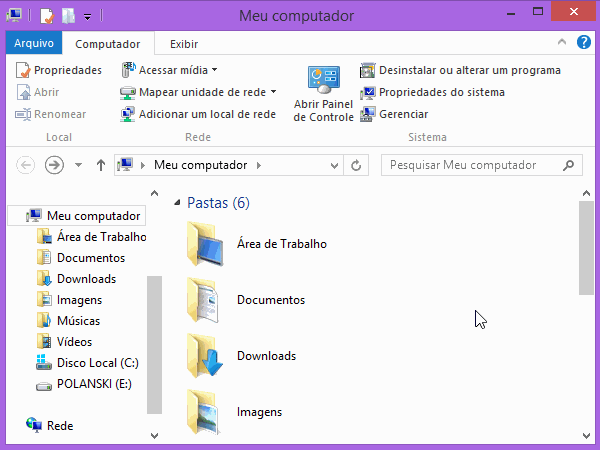 Meu computador
Arquivo Computador Exibir
Propriedades
Abrir
Renomear
Local
Acessar mídia
Mapear unidade de rede
Adicionar um local de rede
Rede
Abrir Painel
de Controle
Desinstalar ou alterar um programa
Propriedades do sistema
Gerenciar
Sistema
Meu computador
Pesquisar Meu computador
Meu computador
Área de Trabalho
Documentos
Downloads
Imagens
Músicas
Vídeos
Disco Local (C:)
POLANSKI (E:)
Rede
Pastas (6)
Área de Trabalho
Documentos
Downloads
Imagens